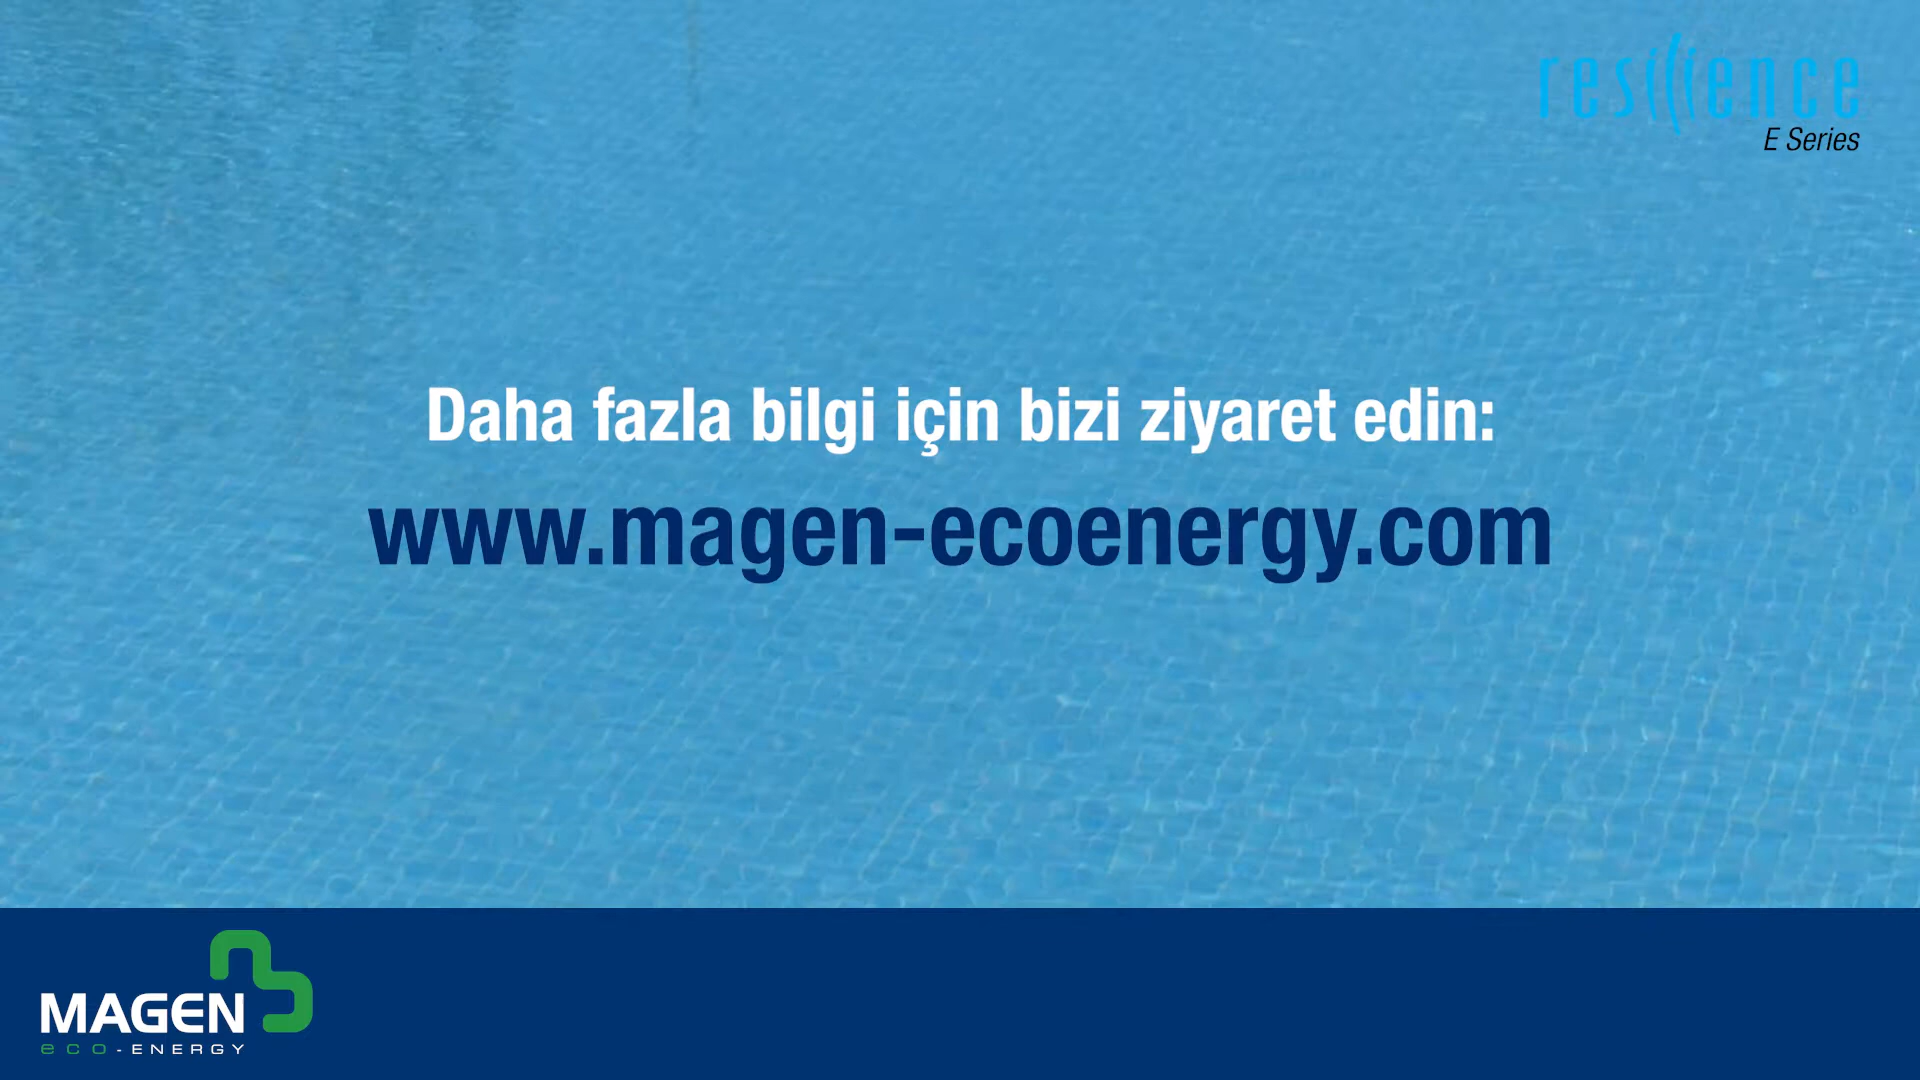 resilience
E Series
Daha fazla bilgi için bizi ziyaret edin:
www.magen-ecoenergy.com
MAGEN
eco-ENERGY